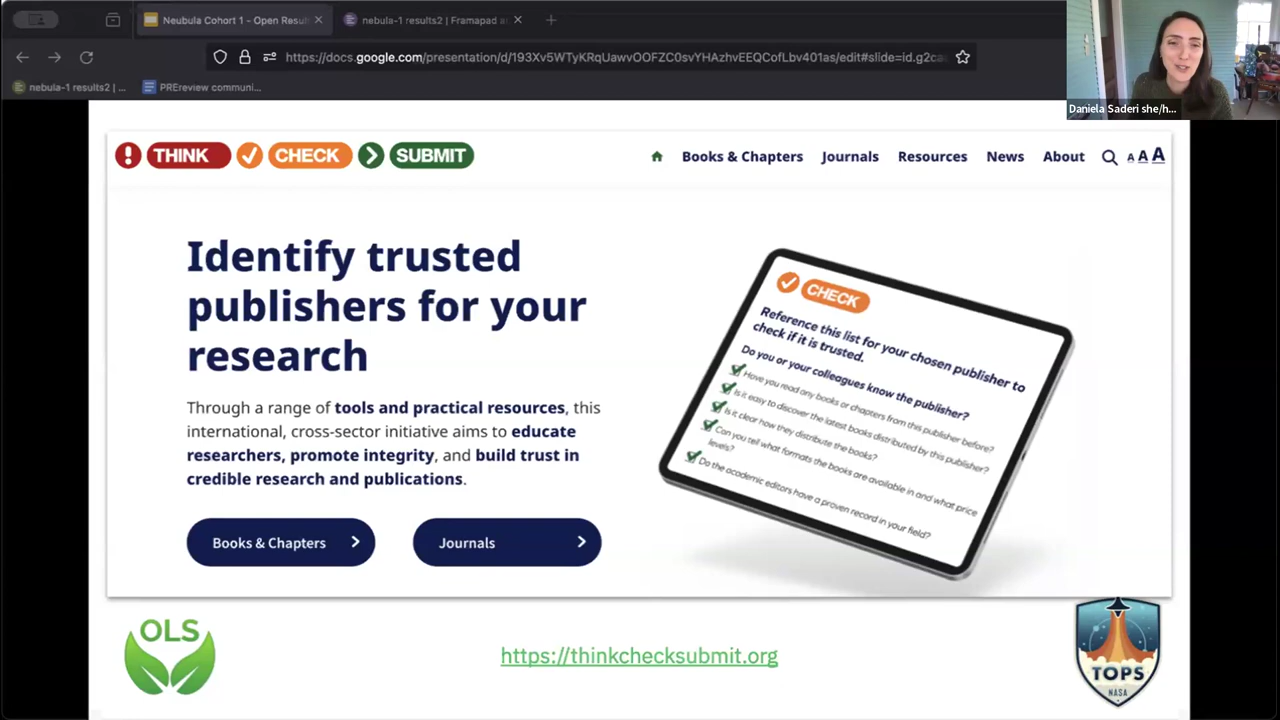 Neubula Cohort 1 - Open Resul
nebula-1 results2 | Framapad at
https://docs.google.com/presentation/d/193Xv5WTyKRqUawvOOFZC0svYHAzhvEEQCofLbv401as/edit#slide=id.g2ca
nebula-1 results2 | ...
PREreview communi...
Daniela Saderi she/h...
THINK CHECK SUBMIT
Books & Chapters Journals Resources News About
A A A
Identify trusted
publishers for your
research
Through a range of tools and practical resources, this
international, cross-sector initiative aims to educate
researchers, promote integrity, and build trust in
credible research and publications.
Books & Chapters
Journals
CHECK
Reference this list for your chosen publisher to
check if it is trusted.
Do you or your colleagues know the publisher?
Have you read any books or chapters from this publisher before?
Is it easy to discover the latest books distributed by this publisher?
Is it clear how they distribute the books?
Can you tell what formats the books are available in and what price
levels?
Do the academic editors have a proven record in your field?
OLS
https://thinkchecksubmit.org
TOPS
NASA